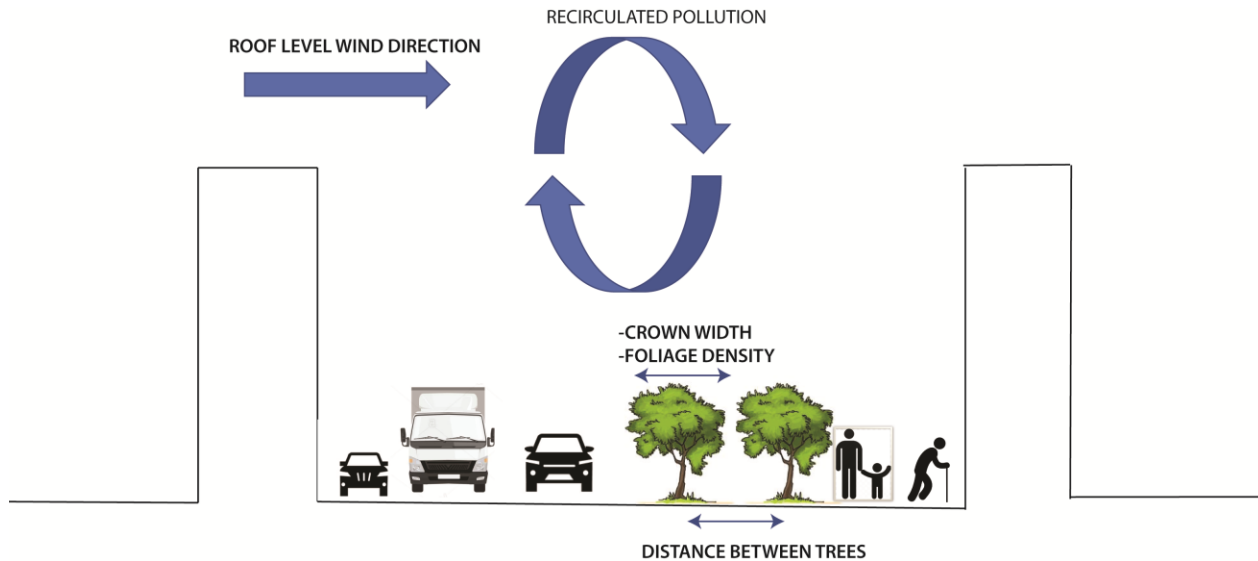 RECIRCULATED POLLUTION
ROOF LEVEL WIND DIRECTION
-CROWN WIDTH
-FOLIAGE DENSITY
DISTANCE BETWEEN TREES